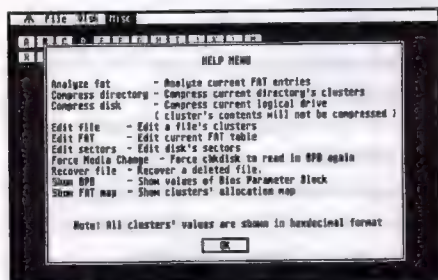 File Disk Misc
A B C D E F G H I J K L M
N
HELP MENU
Analyze fat - Analyze current FAT entries
Compress directory - Compress current directory's clusters
Compress disk - Compress current logical drive
( cluster's contents will not be compressed )
Edit file - Edit a file's clusters
Edit FAT - Edit current FAT table
Edit sectors - Edit disk's sectors
Force Media Change - Force chkdisk to read in BPB again
Recover file - Recover a deleted file.
Show BPB - Show values of Bios Parameter Block
Show FAT map - Show clusters' allocation map
Note: All clusters' values are shown in hexdecimal format
OK